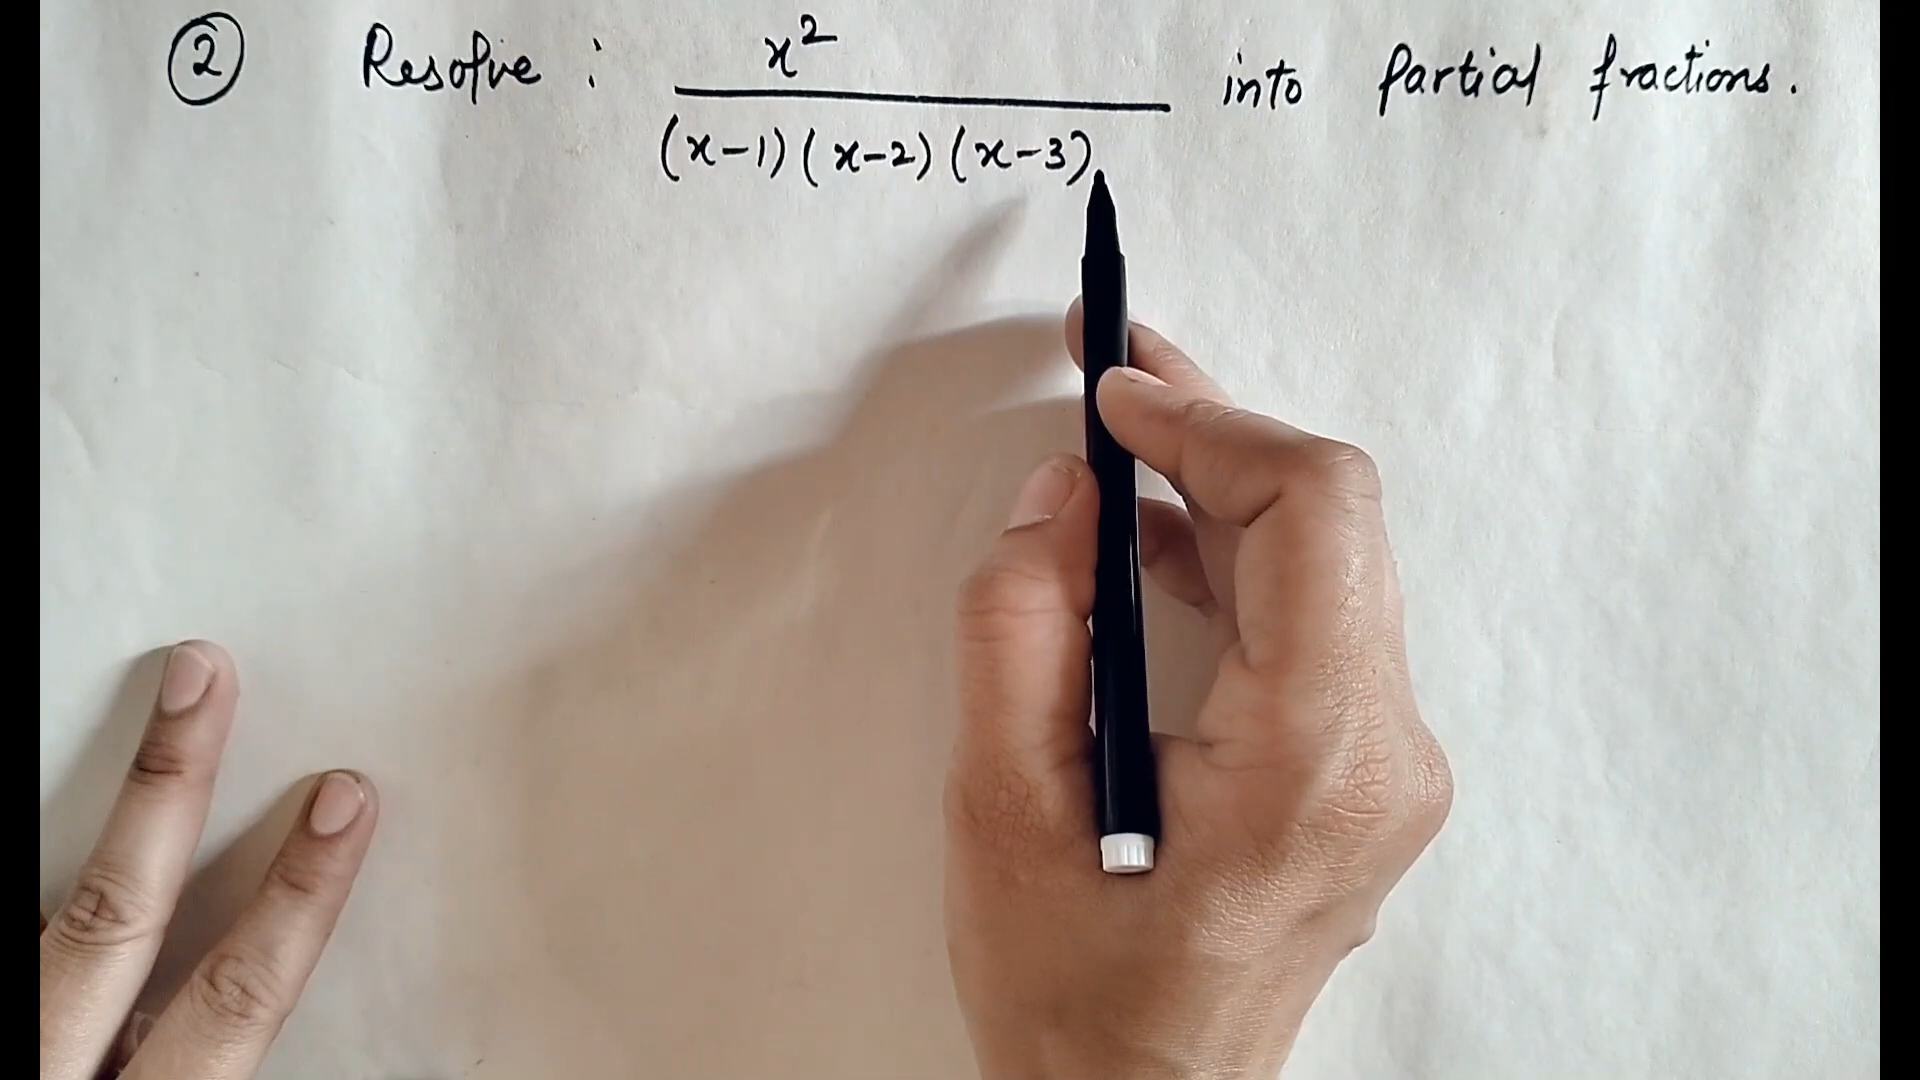 ② Resolve : x² into partial fractions.
(x-1)(x-2)(x-3)